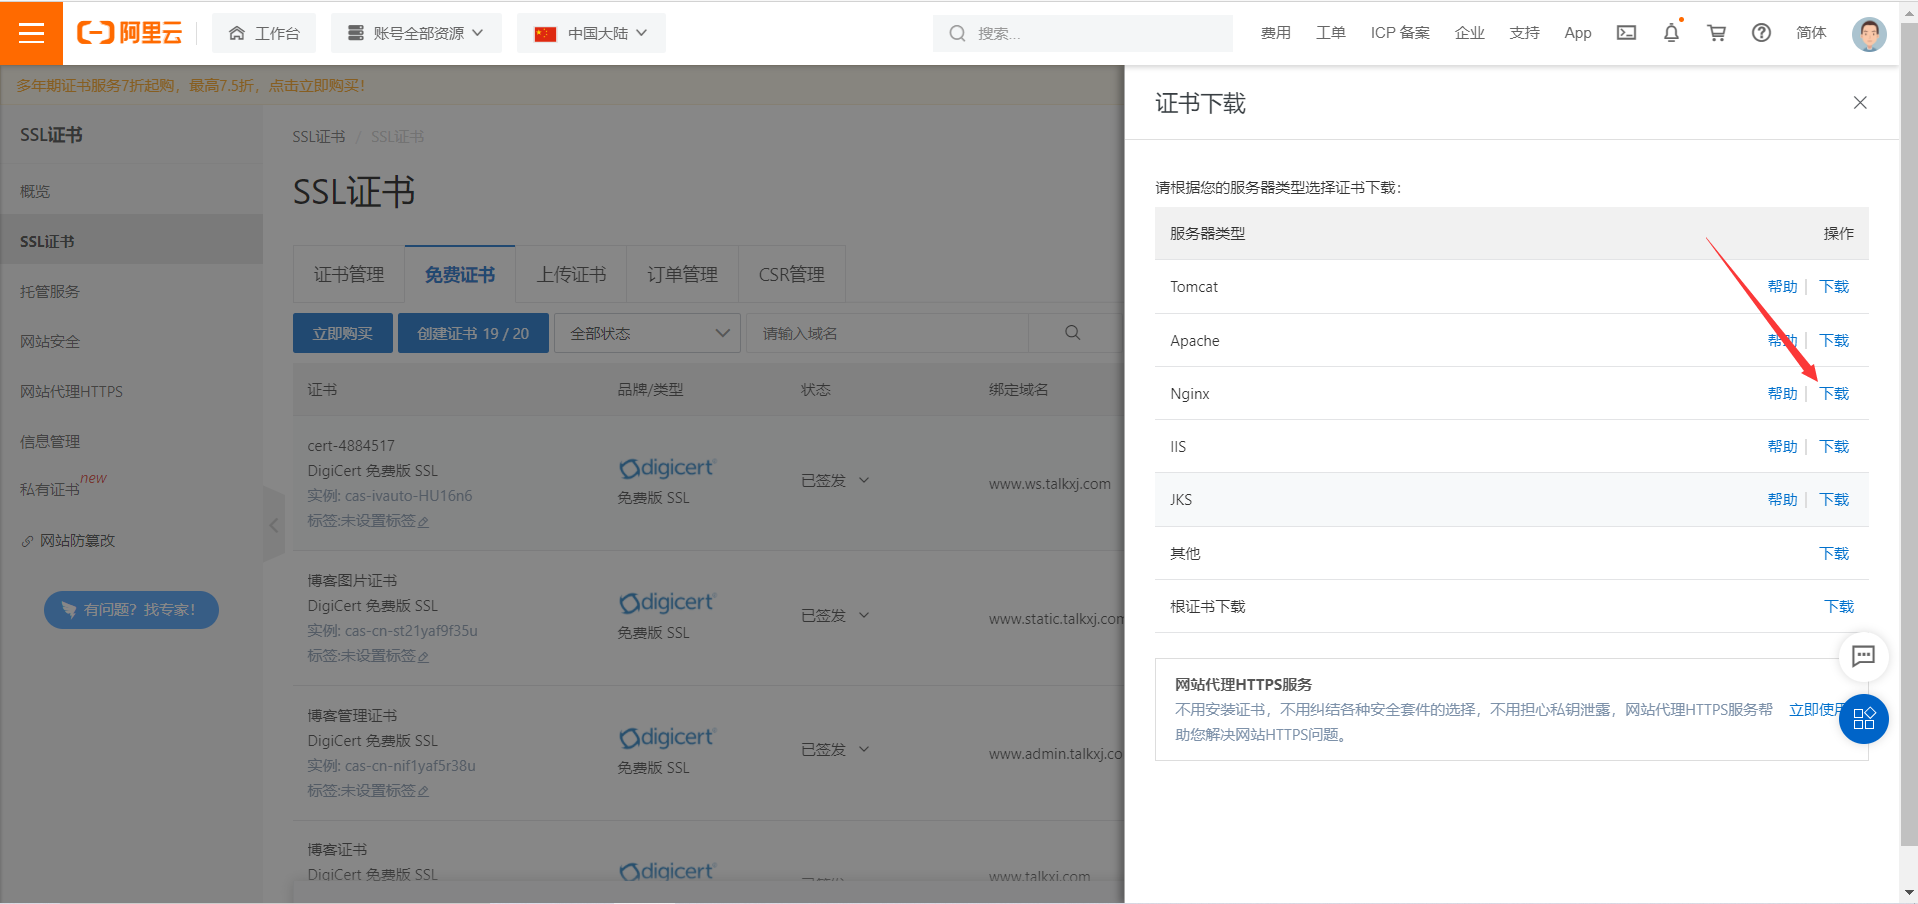 阿里云
工作台
账号全部资源
中国大陆
搜索...
费用
工单
ICP 备案
企业
支持
App
简体
多年期证书服务7折起购，最高7.5折，点击立即购买！
SSL证书
概览
SSL证书
托管服务
网站安全
网站代理HTTPS
信息管理
私有证书 new
网站防篡改
有问题？找专家！
SSL证书 / SSL证书
SSL证书
证书管理
免费证书
上传证书
订单管理
CSR管理
立即购买
创建证书 19 / 20
全部状态
请输入域名
证书 品牌/类型 状态 绑定域名
cert-4884517
DigiCert 免费版 SSL
实例: cas-ivauto-HU16n6
标签:未设置标签
digicert
免费版 SSL
已签发
www.ws.talkxj.com
博客图片证书
DigiCert 免费版 SSL
实例: cas-cn-st21yaf9f35u
标签:未设置标签
digicert
免费版 SSL
已签发
www.static.talkxj.com
博客管理证书
DigiCert 免费版 SSL
实例: cas-cn-nif1yaf5r38u
标签:未设置标签
digicert
免费版 SSL
已签发
www.admin.talkxj.co
博客证书
DigiCert 免费版 SSL
digicert
已签发
www.talkxj.com
证书下载
请根据您的服务器类型选择证书下载：
服务器类型 操作
Tomcat 帮助 | 下载
Apache 帮助 | 下载
Nginx 帮助 | 下载
IIS 帮助 | 下载
JKS 帮助 | 下载
其他 下载
根证书下载 下载
网站代理HTTPS服务
不用安装证书，不用纠结各种安全套件的选择，不用担心私钥泄露，网站代理HTTPS服务帮 立即使用
助您解决网站HTTPS问题。